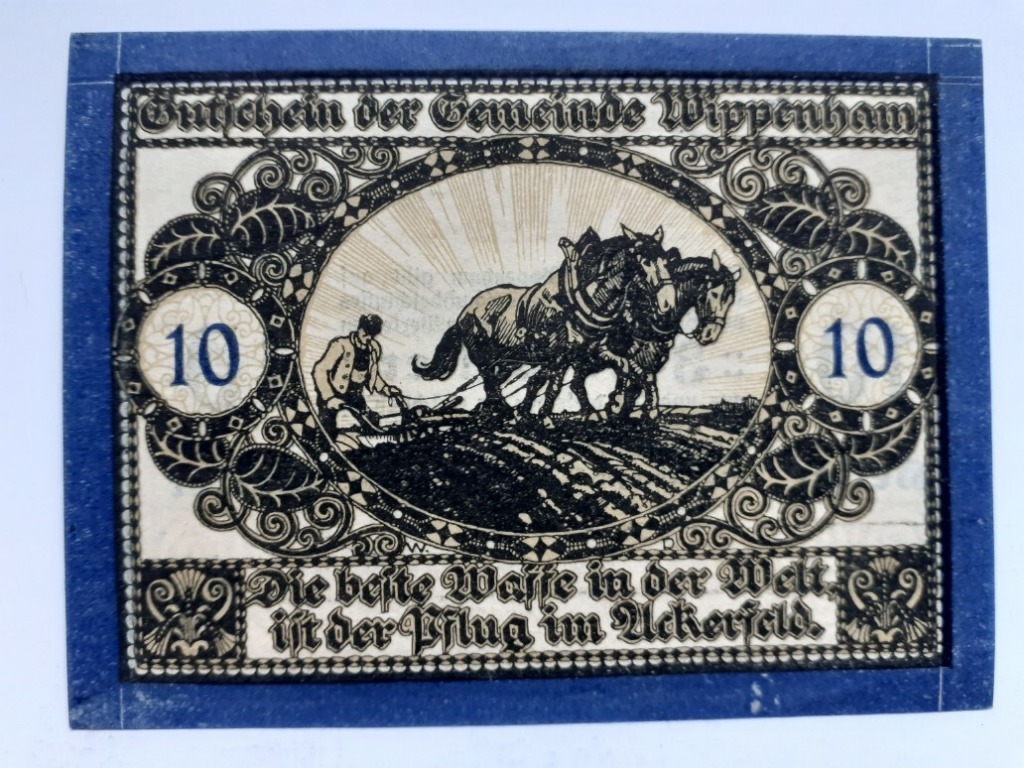 Gutschein der Gemeinde Wippenham
10
10
W.
R
Die beste Waffe in der Welt,
ist der Pflug im Ackerfeld.